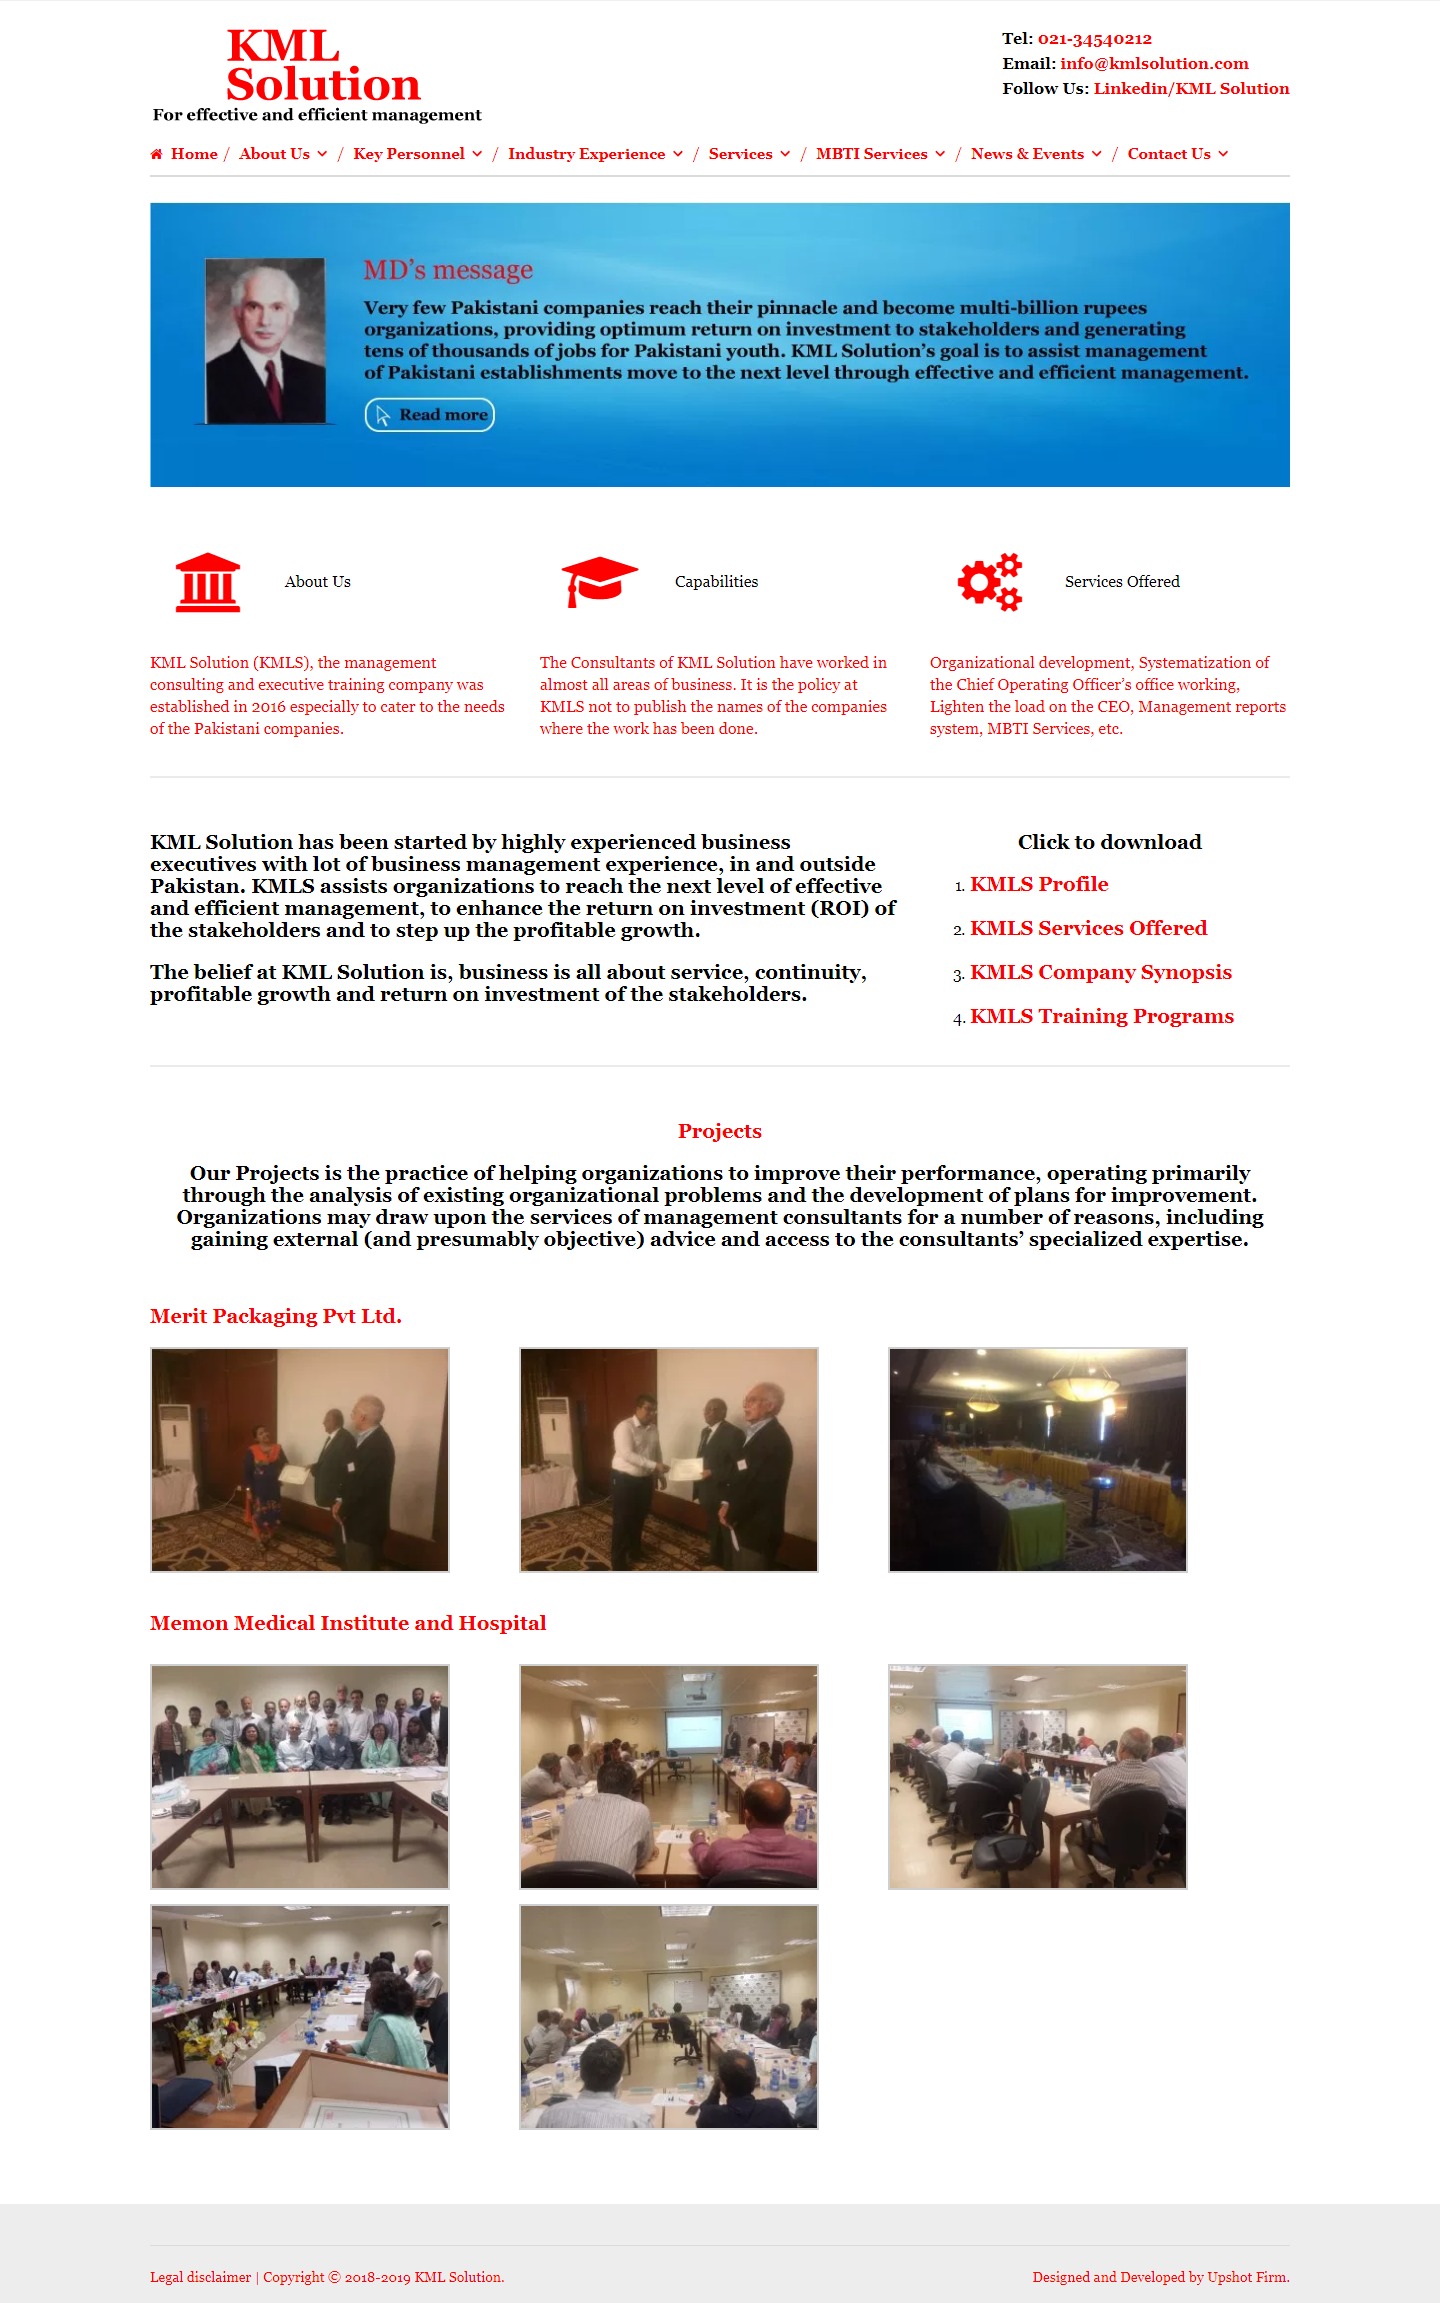 KML
Solution
For effective and efficient management
Tel: 021-34540212
Email: info@kmlsolution.com
Follow Us: Linkedin/KML Solution
Home / About Us / Key Personnel / Industry Experience / Services / MBTI Services / News & Events / Contact Us
MD's message
Very few Pakistani companies reach their pinnacle and become multi-billion rupees
organizations, providing optimum return on investment to stakeholders and generating
tens of thousands of jobs for Pakistani youth. KML Solution's goal is to assist management
of Pakistani establishments move to the next level through effective and efficient management.
Read more
About Us
KML Solution (KMLS), the management
consulting and executive training company was
established in 2016 especially to cater to the needs
of the Pakistani companies.
Capabilities
The Consultants of KML Solution have worked in
almost all areas of business. It is the policy at
KMLS not to publish the names of the companies
where the work has been done.
Services Offered
Organizational development, Systematization of
the Chief Operating Officer's office working,
Lighten the load on the CEO, Management reports
system, MBTI Services, etc.
KML Solution has been started by highly experienced business
executives with lot of business management experience, in and outside
Pakistan. KMLS assists organizations to reach the next level of effective
and efficient management, to enhance the return on investment (ROI) of
the stakeholders and to step up the profitable growth.
The belief at KML Solution is, business is all about service, continuity,
profitable growth and return on investment of the stakeholders.
Click to download
1. KMLS Profile
2. KMLS Services Offered
3. KMLS Company Synopsis
4. KMLS Training Programs
Projects
Our Projects is the practice of helping organizations to improve their performance, operating primarily
through the analysis of existing organizational problems and the development of plans for improvement.
Organizations may draw upon the services of management consultants for a number of reasons, including
gaining external (and presumably objective) advice and access to the consultants' specialized expertise.
Merit Packaging Pvt Ltd.
Memon Medical Institute and Hospital
Legal disclaimer | Copyright © 2018-2019 KML Solution.
Designed and Developed by Upshot Firm.